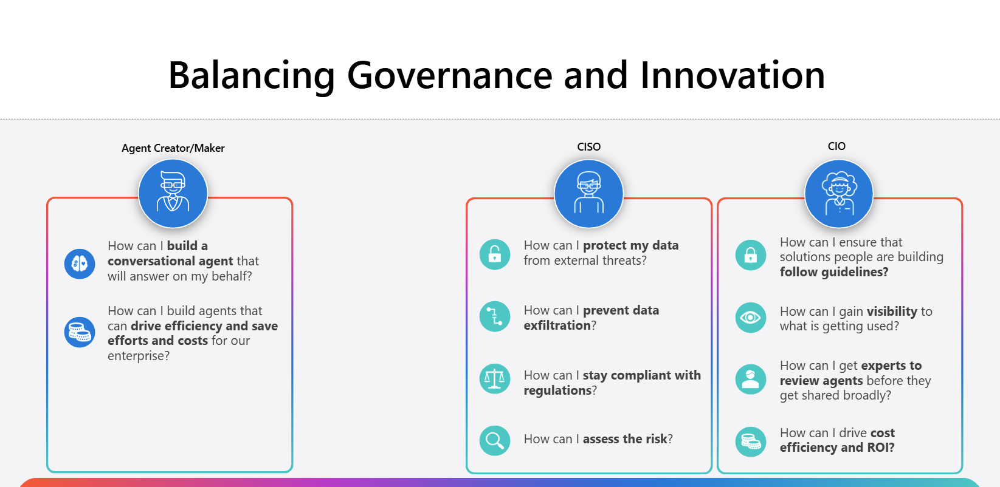 Balancing Governance and Innovation
Agent Creator/Maker
How can I build a
conversational agent that
will answer on my behalf?
How can I build agents that
can drive efficiency and save
efforts and costs for our
enterprise?
CISO
How can I protect my data
from external threats?
How can I prevent data
exfiltration?
How can I stay compliant with
regulations?
How can I assess the risk?
CIO
How can I ensure that
solutions people are building
follow guidelines?
How can I gain visibility to
what is getting used?
How can I get experts to
review agents before they
get shared broadly?
How can I drive cost
efficiency and ROI?